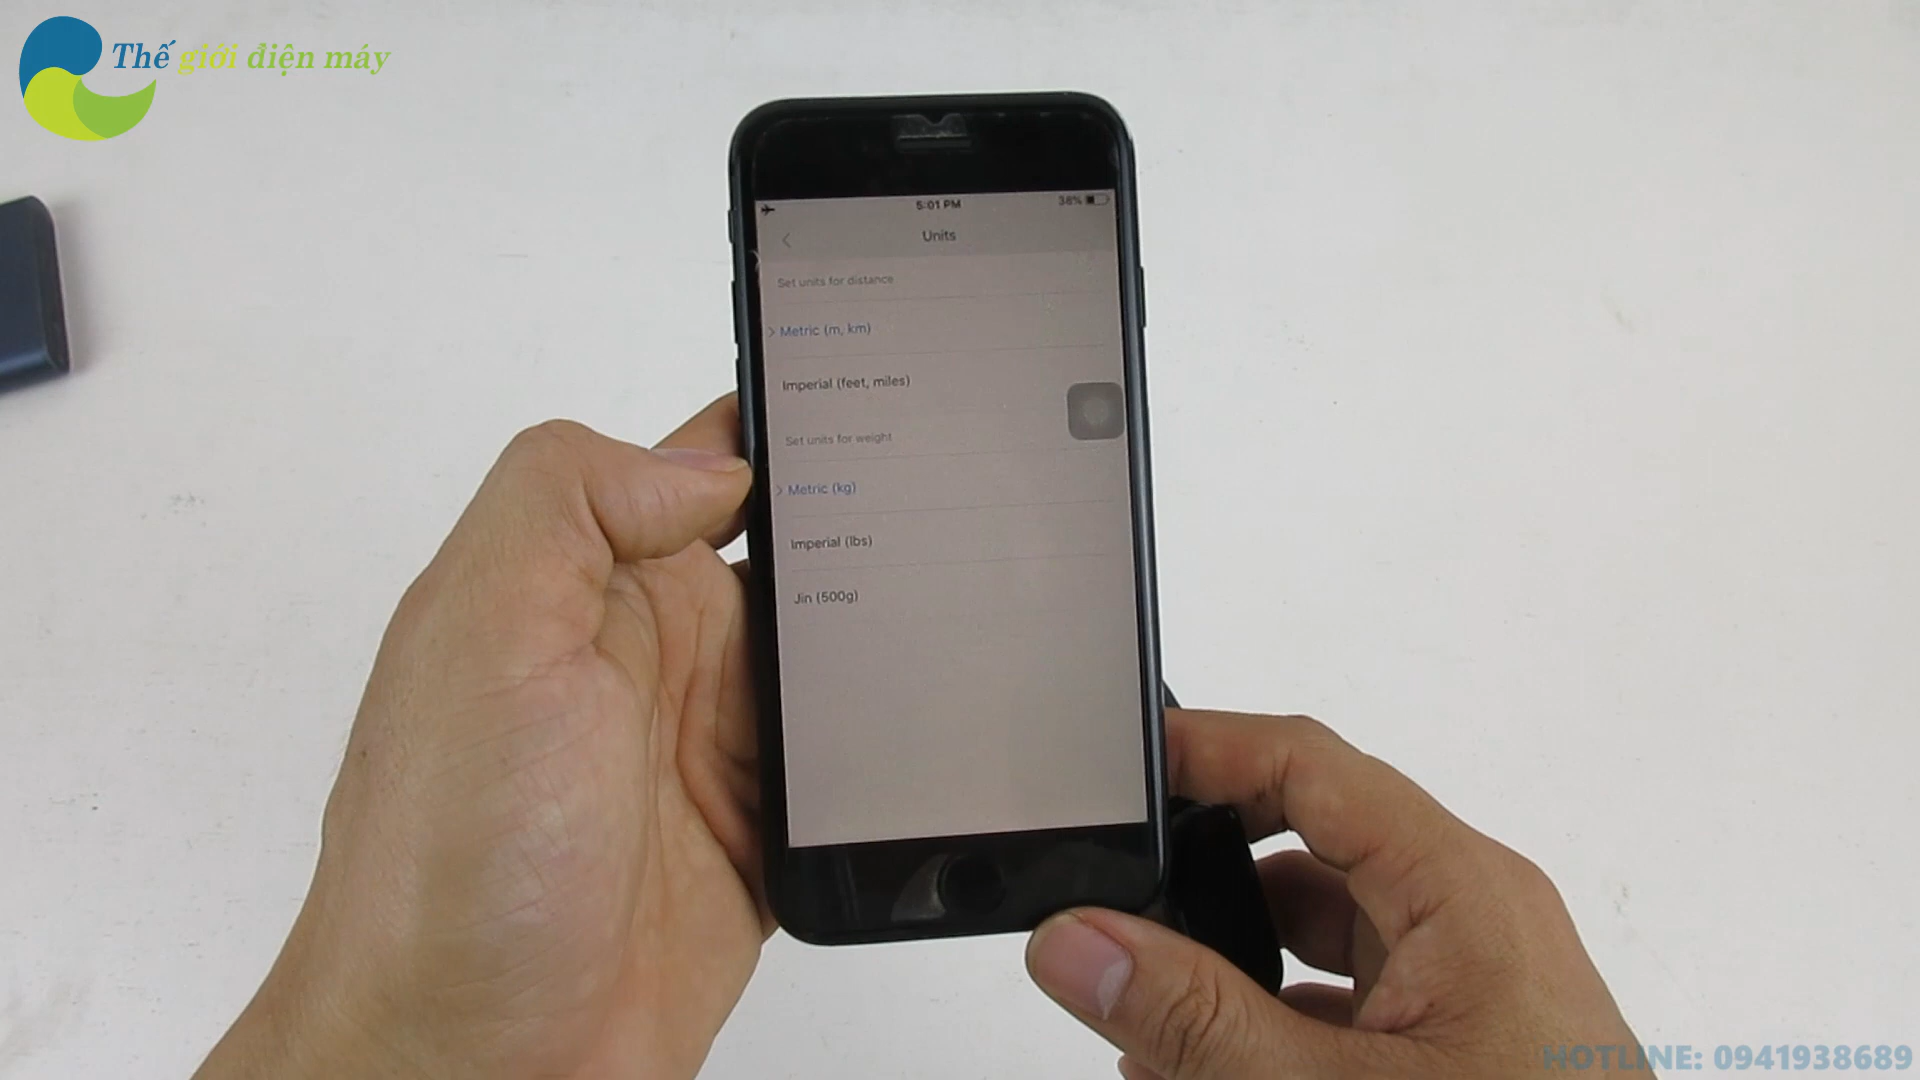 Thế giới điện máy
5:01 PM
38%
Units
Set units for distance
Metric (m, km)
Imperial (feet, miles)
Set units for weight
Metric (kg)
Imperial (lbs)
Jin (500g)
HOTLINE: 0941938689